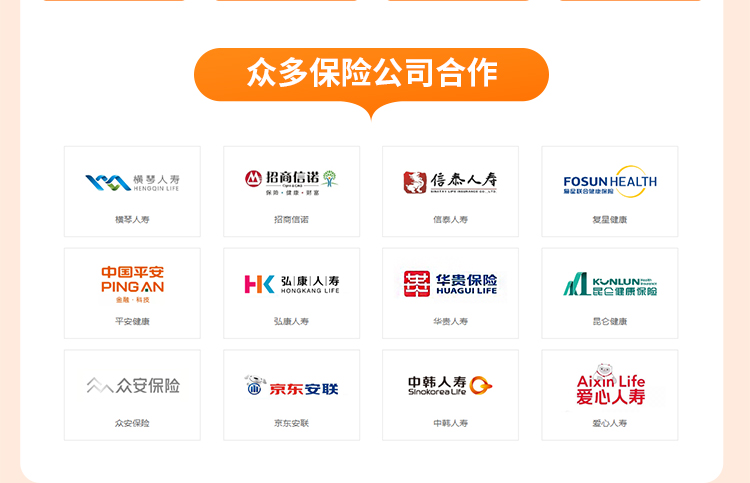 众多保险公司合作
横琴人寿
HENGQIN LIFE
横琴人寿
招商信诺
保险·健康·财富
招商信诺
信泰人寿
信泰人寿
FOSUN HEALTH
复星联合健康保险
复星健康
中国平安
PING AN
金融·科技
平安健康
弘康人寿
HONGKANG LIFE
弘康人寿
华贵保险
HUAGUI LIFE
华贵人寿
KUNLUN
昆仑健康保险
昆仑健康
众安保险
众安保险
京东安联
京东安联
中韩人寿
Sinokorea Life
中韩人寿
Aixin Life
爱心人寿
爱心人寿